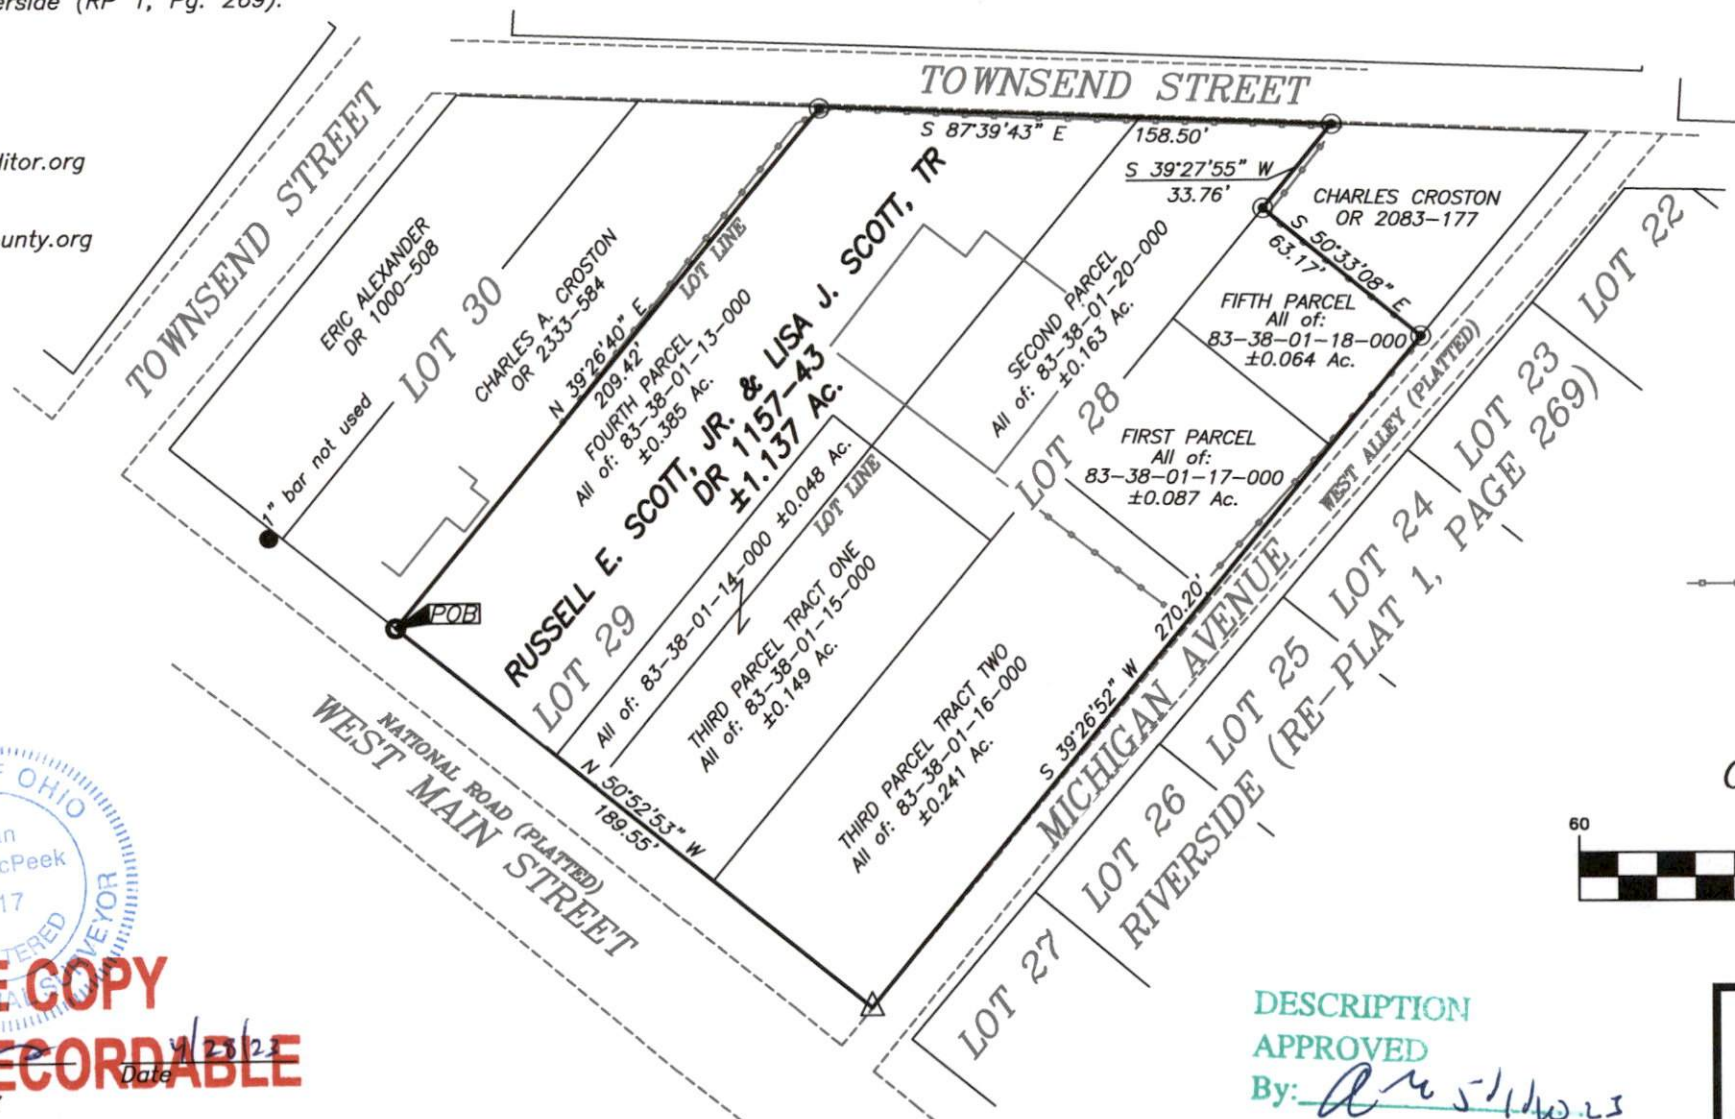 erside (RP 1, Pg. 269).
litor.org
unty.org
TOWNSEND STREET
TOWNSEND STREET
S 87°39'43" E
158.50'
S 39°27'55" W
33.76'
CHARLES CROSTON
OR 2083-177
S 50°33'08" E
63.17'
LOT 22
ERIC ALEXANDER
DR 1000-508
LOT 30
CHARLES A. CROSTON
OR 2333-584
N 39°26'40" E
209.42'
LOT LINE
FOURTH PARCEL
All of: 83-38-01-13-000
±0.385 Ac.
RUSSELL E. SCOTT, JR. & LISA J. SCOTT, TR
DR 1157-43
±1.137 Ac.
SECOND PARCEL
All of: 83-38-01-20-000
±0.163 Ac.
LOT 28
FIFTH PARCEL
All of:
83-38-01-18-000
±0.064 Ac.
FIRST PARCEL
All of:
83-38-01-17-000
±0.087 Ac.
WEST ALLEY (PLATTED)
LOT 23
1" bar not used
POB
LOT 29
All of: 83-38-01-14-000 ±0.048 Ac.
LOT LINE
THIRD PARCEL TRACT ONE
All of: 83-38-01-15-000
±0.149 Ac.
THIRD PARCEL TRACT TWO
All of: 83-38-01-16-000
±0.241 Ac.
270.20'
S 39°26'52" W
MICHIGAN AVENUE
LOT 24
LOT 25
LOT 26
LOT 27
RIVERSIDE (RE-PLAT 1, PAGE 269)
N 50°52'53" W
189.55'
NATIONAL ROAD (PLATTED)
WEST MAIN STREET
60
OHIO
cPeek
17
SURVEYOR
E COPY
ECORDABLE
4/28/23
Date
DESCRIPTION
APPROVED
By: